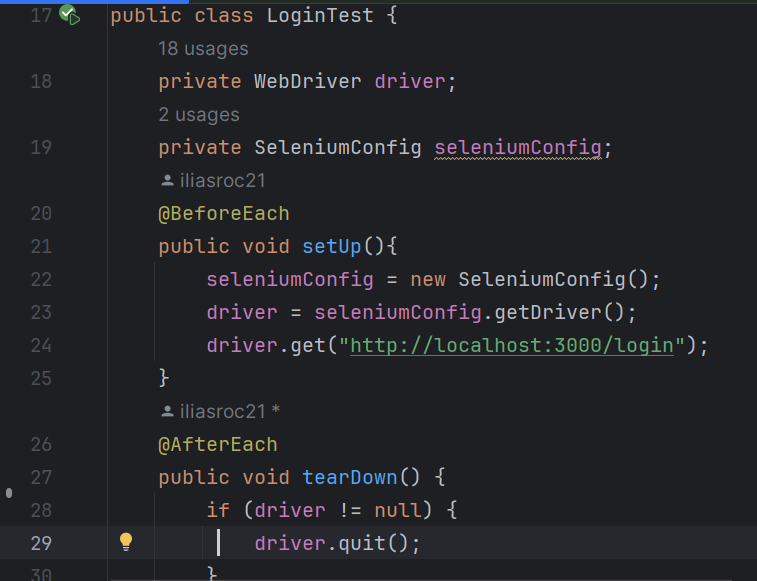 17 public class LoginTest {
18 usages
18 private WebDriver driver;
2 usages
19 private SeleniumConfig seleniumConfig;
iliasroc21
20 @BeforeEach
21 public void setUp(){
22 seleniumConfig = new SeleniumConfig();
23 driver = seleniumConfig.getDriver();
24 driver.get("http://localhost:3000/login");
25 }
iliasroc21 *
26 @AfterEach
27 public void tearDown() {
28 if (driver != null) {
29 driver.quit();
30 }